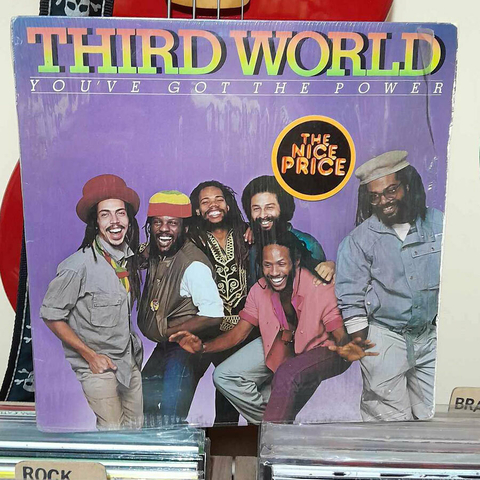 THIRD WORLD
YOU'VE GOT THE POWER
THE
NICE
PRICE
BRA
ROCK